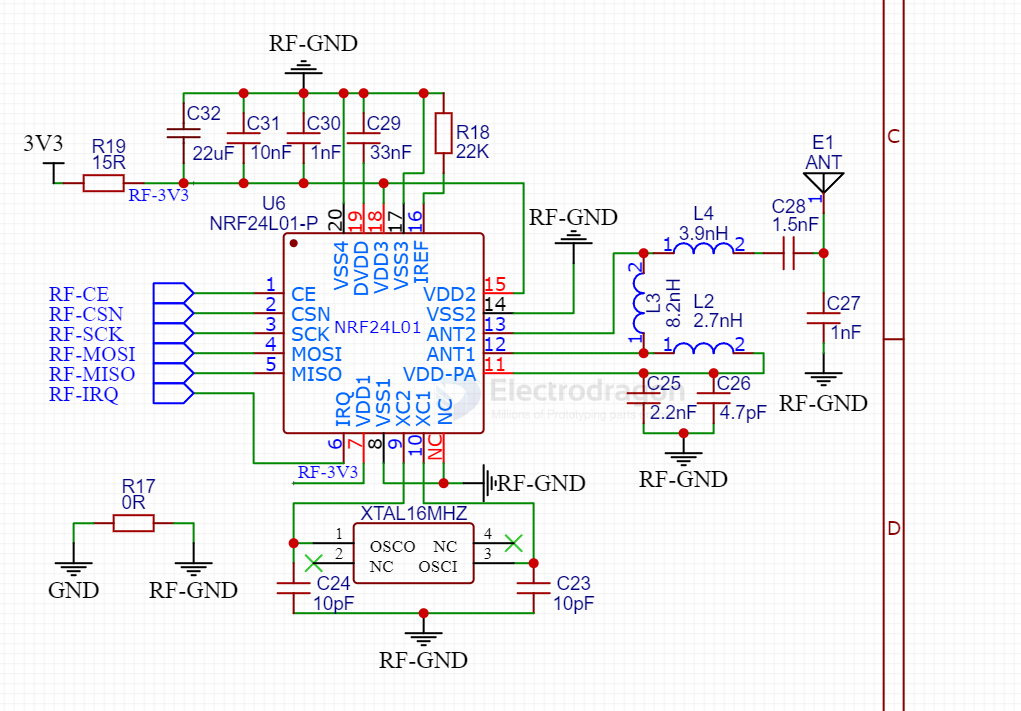 RF-GND
C32
C31
C30
C29
22uF
10nF
1nF
33nF
R18
22K
3V3
R19
15R
RF-3V3
U6
NRF24L01-P
20
19
18
17
16
VSS4
DVDD
VDD3
VSS3
IREF
RF-GND
E1
ANT
1
C28
1.5nF
L4
3.9nH
1
2
2
L3
8.2nH
1
L2
2.7nH
1
2
C27
1nF
RF-GND
RF-CE
RF-CSN
RF-SCK
RF-MOSI
RF-MISO
RF-IRQ
1
2
3
4
5
CE
CSN
SCK
MOSI
MISO
NRF24L01
VDD2
VSS2
ANT2
ANT1
VDD-PA
15
14
13
12
11
Electrodragon
C25
2.2nF
C26
4.7pF
RF-GND
IRQ
VDD1
VSS1
XC2
XC1
NC
6
7
8
9
10
NC
RF-3V3
RF-GND
R17
0R
GND
RF-GND
XTAL16MHZ
1
2
4
3
OSCO
NC
NC
OSCI
C24
10pF
C23
10pF
RF-GND
C
D